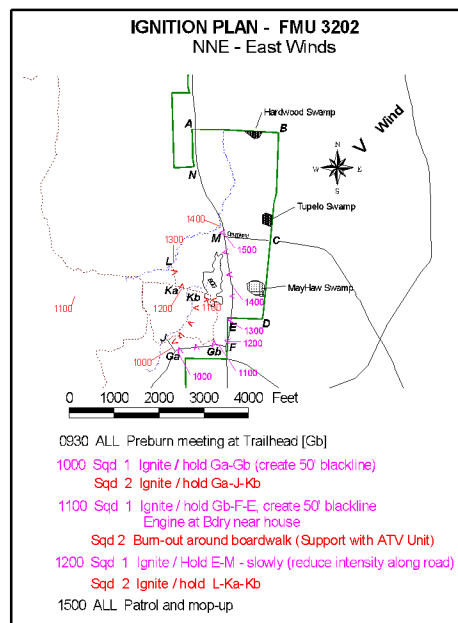 IGNITION PLAN - FMU 3202
NNE - East Winds
Hardwood Swamp
A
B
V Wind
N
W E
S
N
Tupelo Swamp
1400
M
C
1300
1500
L
Ka
Kb
MayHaw Swamp
1400
1100
1200
1100
E
D
1300
J
1200
1000
Ga
Gb
F
1000
1100
0 1000 2000 3000 4000 Feet
0930 ALL Preburn meeting at Trailhead [Gb]
1000 Sqd 1 Ignite / hold Ga-Gb (create 50' blackline)
Sqd 2 Ignite / hold Ga-J-Kb
1100 Sqd 1 Ignite / hold Gb-F-E, create 50' blackline
Engine at Bdry near house
Sqd 2 Burn-out around boardwalk (Support with ATV Unit)
1200 Sqd 1 Ignite / Hold E-M - slowly (reduce intensity along road)
Sqd 2 Ignite / hold L-Ka-Kb
1500 ALL Patrol and mop-up